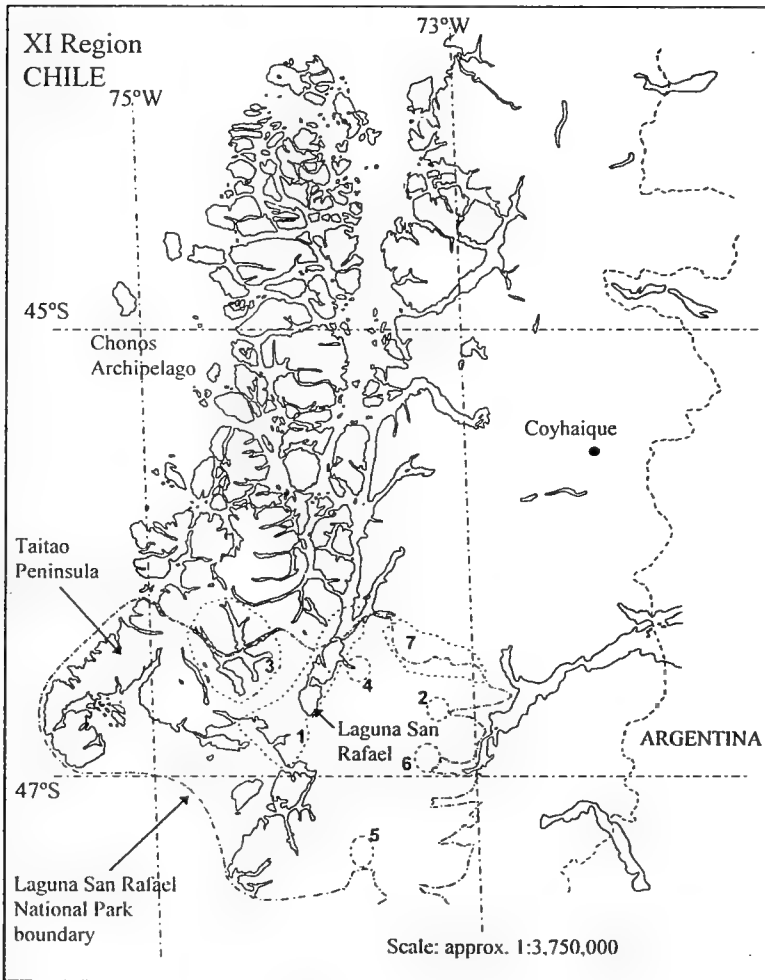 XI Region
CHILE
73°W
75°W
45°S
Chonos
Archipelago
Coyhaique
Taitao
Peninsula
7
3
4
2
1
Laguna San
Rafael
6
ARGENTINA
47°S
5
Laguna San Rafael
National Park
boundary
Scale: approx. 1:3,750,000